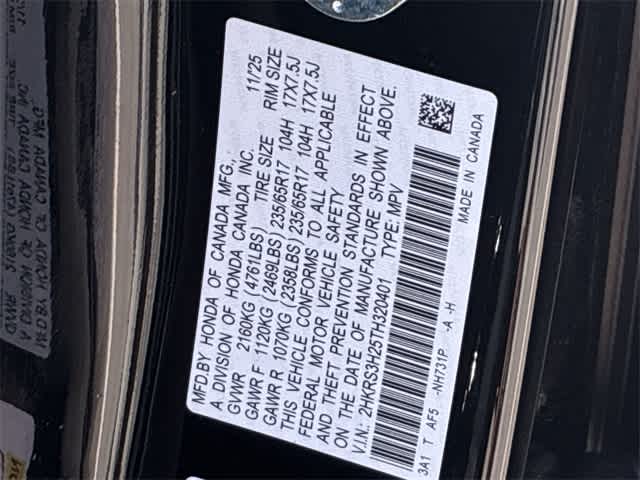 MFD.BY HONDA OF CANADA MFG., 11/25
A DIVISION OF HONDA CANADA INC.
GVWR 2160KG (4761LBS) TIRE SIZE RIM SIZE
GAWR F 1120KG (2469LBS) 235/65R17 104H 17X7.5J
GAWR R 1070KG (2358LBS) 235/65R17 104H 17X7.5J
THIS VEHICLE CONFORMS TO ALL APPLICABLE
FEDERAL MOTOR VEHICLE SAFETY
AND THEFT PREVENTION STANDARDS IN EFFECT
ON THE DATE OF MANUFACTURE SHOWN ABOVE.
V.I.N.: 2HKRS3H257H320401 TYPE: MPV
3A1 T AF5 -NH731P -A -H
MADE IN CANADA